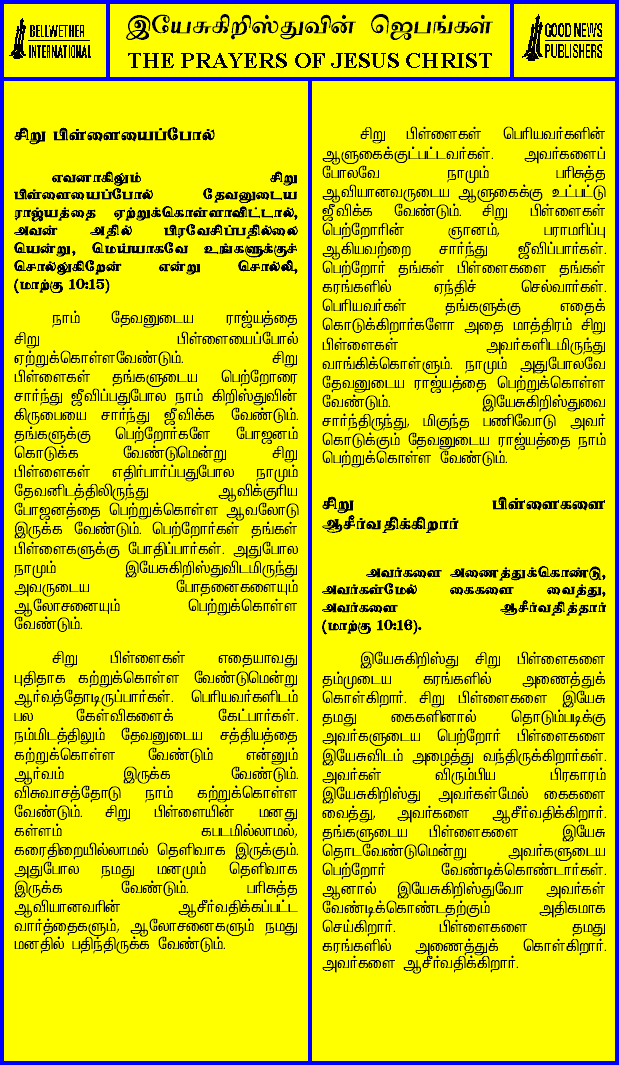 BELLWETHER
INTERNATIONAL
இயேசுகிறிஸ்துவின் ஜெபங்கள்
THE PRAYERS OF JESUS CHRIST
GOOD NEWS
PUBLISHERS
சிறு பிள்ளையைப்போல்
எவனாகிலும் சிறு
பிள்ளையைப்போல் தேவனுடைய
ராஜ்யத்தை ஏற்றுக்கொள்ளாவிட்டால்,
அவன் அதில் பிரவேசிப்பதில்லை
யென்று, மெய்யாகவே உங்களுக்குச்
சொல்லுகிறேன் என்று சொல்லி,
(மாற்கு 10:15)
நாம் தேவனுடைய ராஜ்யத்தை
சிறு பிள்ளையைப்போல்
ஏற்றுக்கொள்ளவேண்டும். சிறு
பிள்ளைகள் தங்களுடைய பெற்றோரை
சார்ந்து ஜீவிப்பதுபோல நாம் கிறிஸ்துவின்
கிருபையை சார்ந்து ஜீவிக்க வேண்டும்.
தங்களுக்கு பெற்றோர்களே போஜனம்
கொடுக்க வேண்டுமென்று சிறு
பிள்ளைகள் எதிர்பார்ப்பதுபோல நாமும்
தேவனிடத்திலிருந்து ஆவிக்குரிய
போஜனத்தை பெற்றுக்கொள்ள ஆவலோடு
இருக்க வேண்டும். பெற்றோர்கள் தங்கள்
பிள்ளைகளுக்கு போதிப்பார்கள். அதுபோல
நாமும் இயேசுகிறிஸ்துவிடமிருந்து
அவருடைய போதனைகளையும்
ஆலோசனையும் பெற்றுக்கொள்ள
வேண்டும்.
சிறு பிள்ளைகள் எதையாவது
புதிதாக கற்றுக்கொள்ள வேண்டுமென்று
ஆர்வத்தோடிருப்பார்கள். பெரியவர்களிடம்
பல கேள்விகளைக் கேட்பார்கள்.
நம்மிடத்திலும் தேவனுடைய சத்தியத்தை
கற்றுக்கொள்ள வேண்டும் என்னும்
ஆர்வம் இருக்க வேண்டும்.
விசுவாசத்தோடு நாம் கற்றுக்கொள்ள
வேண்டும். சிறு பிள்ளையின் மனது
கள்ளம் கபடமில்லாமல்,
கரைதிறையில்லாமல் தெளிவாக இருக்கும்.
அதுபோல நமது மனமும் தெளிவாக
இருக்க வேண்டும். பரிசுத்த
ஆவியானவரின் ஆசீர்வதிக்கப்பட்ட
வார்த்தைகளும், ஆலோசனைகளும் நமது
மனதில் பதிந்திருக்க வேண்டும்.
சிறு பிள்ளைகள் பெரியவர்களின்
ஆளுகைக்குட்பட்டவர்கள். அவர்களைப்
போலவே நாமும் பரிசுத்த
ஆவியானவருடைய ஆளுகைக்கு உட்பட்டு
ஜீவிக்க வேண்டும். சிறு பிள்ளைகள்
பெற்றோரின் ஞானம், பராமரிப்பு
ஆகியவற்றை சார்ந்து ஜீவிப்பார்கள்.
பெற்றோர் தங்கள் பிள்ளைகளை தங்கள்
கரங்களில் ஏந்திச் செல்வார்கள்.
பெரியவர்கள் தங்களுக்கு எதைக்
கொடுக்கிறார்களோ அதை மாத்திரம் சிறு
பிள்ளைகள் அவர்களிடமிருந்து
வாங்கிக்கொள்ளும். நாமும் அதுபோலவே
தேவனுடைய ராஜ்யத்தை பெற்றுக்கொள்ள
வேண்டும். இயேசுகிறிஸ்துவை
சார்ந்திருந்து, மிகுந்த பணிவோடு அவர்
கொடுக்கும் தேவனுடைய ராஜ்யத்தை நாம்
பெற்றுக்கொள்ள வேண்டும்.
சிறு பிள்ளைகளை
ஆசீர்வதிக்கிறார்
அவர்களை அணைத்துக்கொண்டு,
அவர்கள்மேல் கைகளை வைத்து,
அவர்களை ஆசீர்வதித்தார்
(மாற்கு 10:16).
இயேசுகிறிஸ்து சிறு பிள்ளைகளை
தம்முடைய கரங்களில் அணைத்துக்
கொள்கிறார். சிறு பிள்ளைகளை இயேசு
தமது கைகளினால் தொடும்படிக்கு
அவர்களுடைய பெற்றோர் பிள்ளைகளை
இயேசுவிடம் அழைத்து வந்திருக்கிறார்கள்.
அவர்கள் விரும்பிய பிரகாரம்
இயேசுகிறிஸ்து அவர்கள்மேல் கைகளை
வைத்து, அவர்களை ஆசீர்வதிக்கிறார்.
தங்களுடைய பிள்ளைகளை இயேசு
தொடவேண்டுமென்று அவர்களுடைய
பெற்றோர் வேண்டிக்கொண்டார்கள்.
ஆனால் இயேசுகிறிஸ்துவோ அவர்கள்
வேண்டிக்கொண்டதற்கும் அதிகமாக
செய்கிறார். பிள்ளைகளை தமது
கரங்களில் அணைத்துக் கொள்கிறார்.
அவர்களை ஆசீர்வதிக்கிறார்.